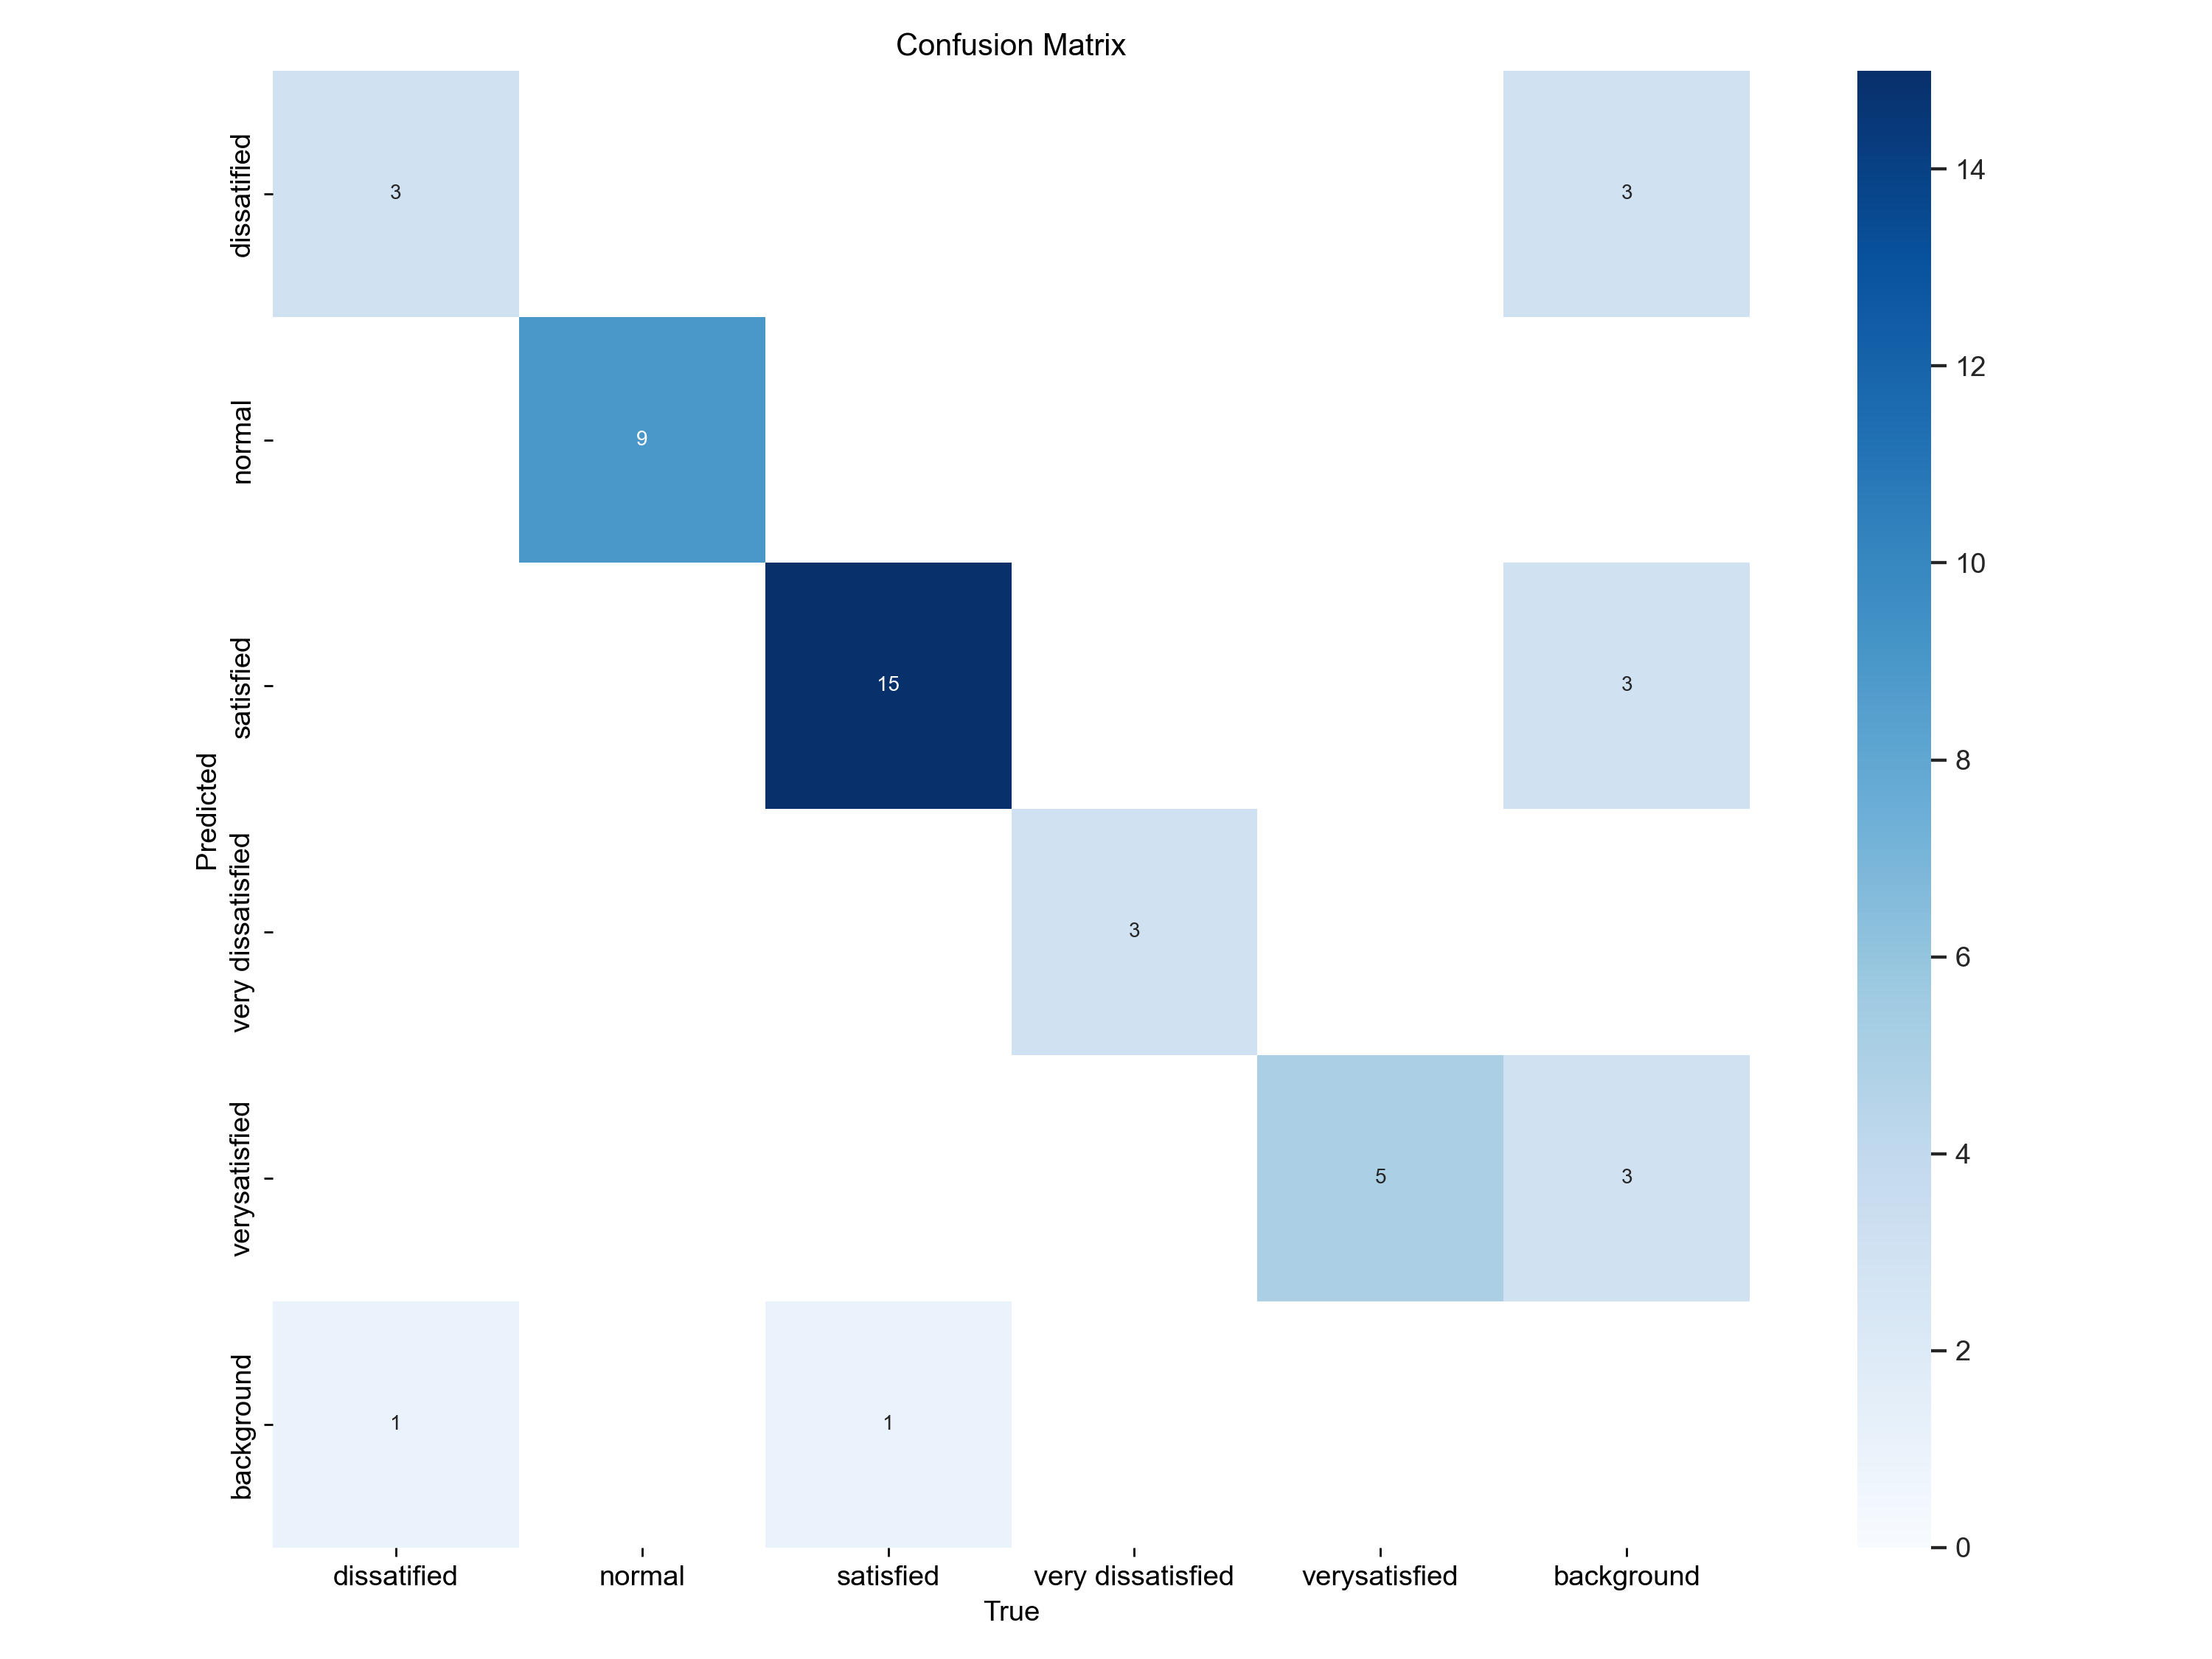 Confusion Matrix
dissatified
3
3
normal
9
satisfied
15
3
very dissatisfied
3
verysatisfied
5
3
background
1
1
Predicted
dissatified
normal
satisfied
very dissatisfied
verysatisfied
background
True
14
12
10
8
6
4
2
0